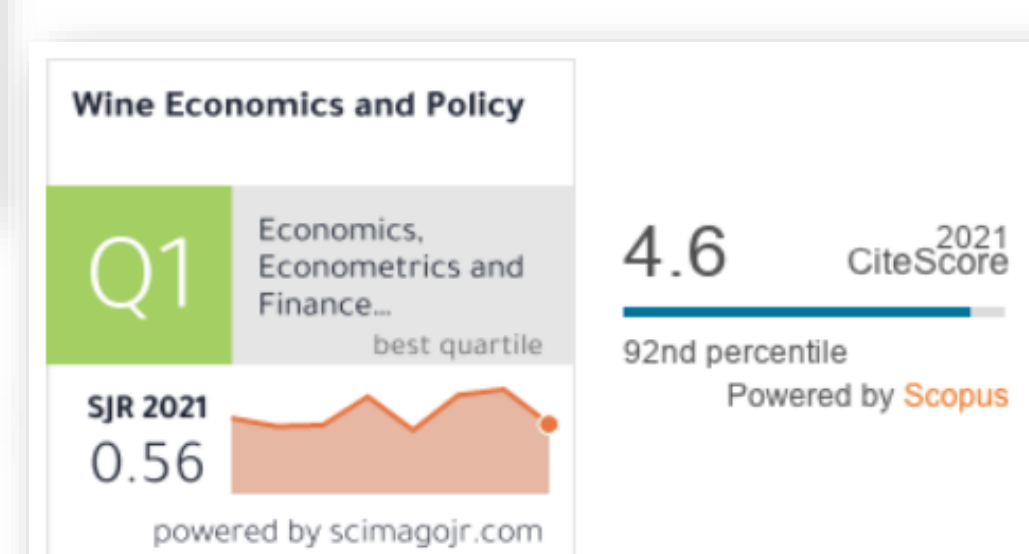 Wine Economics and Policy
Q1
Economics,
Econometrics and
Finance...
best quartile
SJR 2021
0.56
powered by scimagojr.com
4.6
2021
CiteScore
92nd percentile
Powered by Scopus